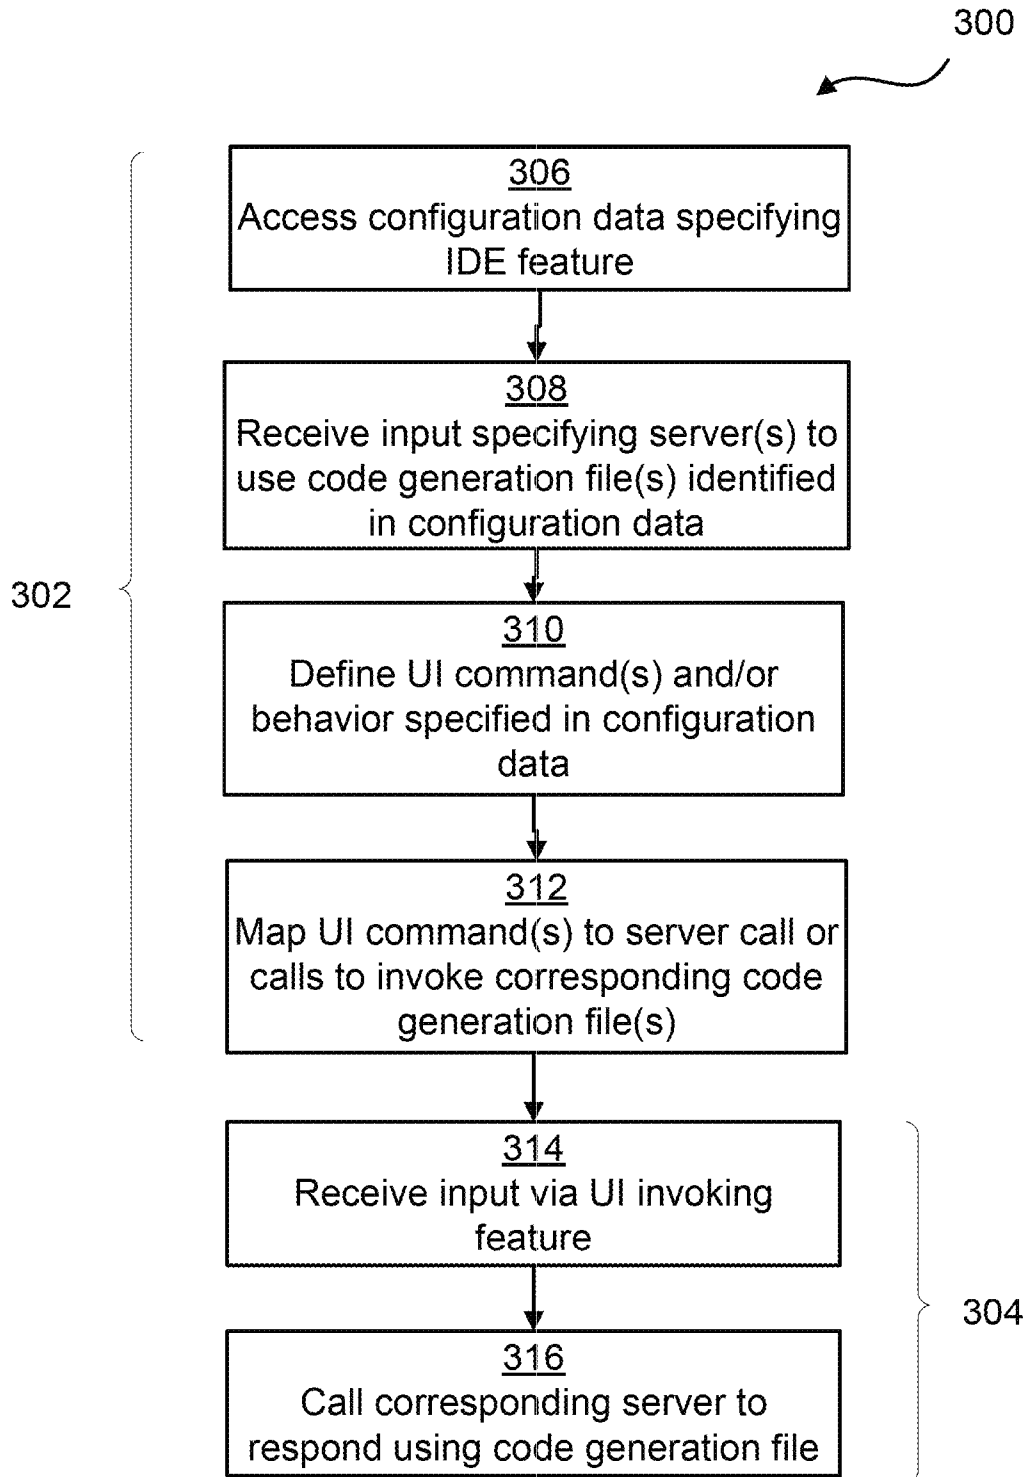 300
306
Access configuration data specifying
IDE feature
308
Receive input specifying server(s) to
use code generation file(s) identified
in configuration data
302
310
Define UI command(s) and/or
behavior specified in configuration
data
312
Map UI command(s) to server call or
calls to invoke corresponding code
generation file(s)
314
Receive input via UI invoking
feature
304
316
Call corresponding server to
respond using code generation file